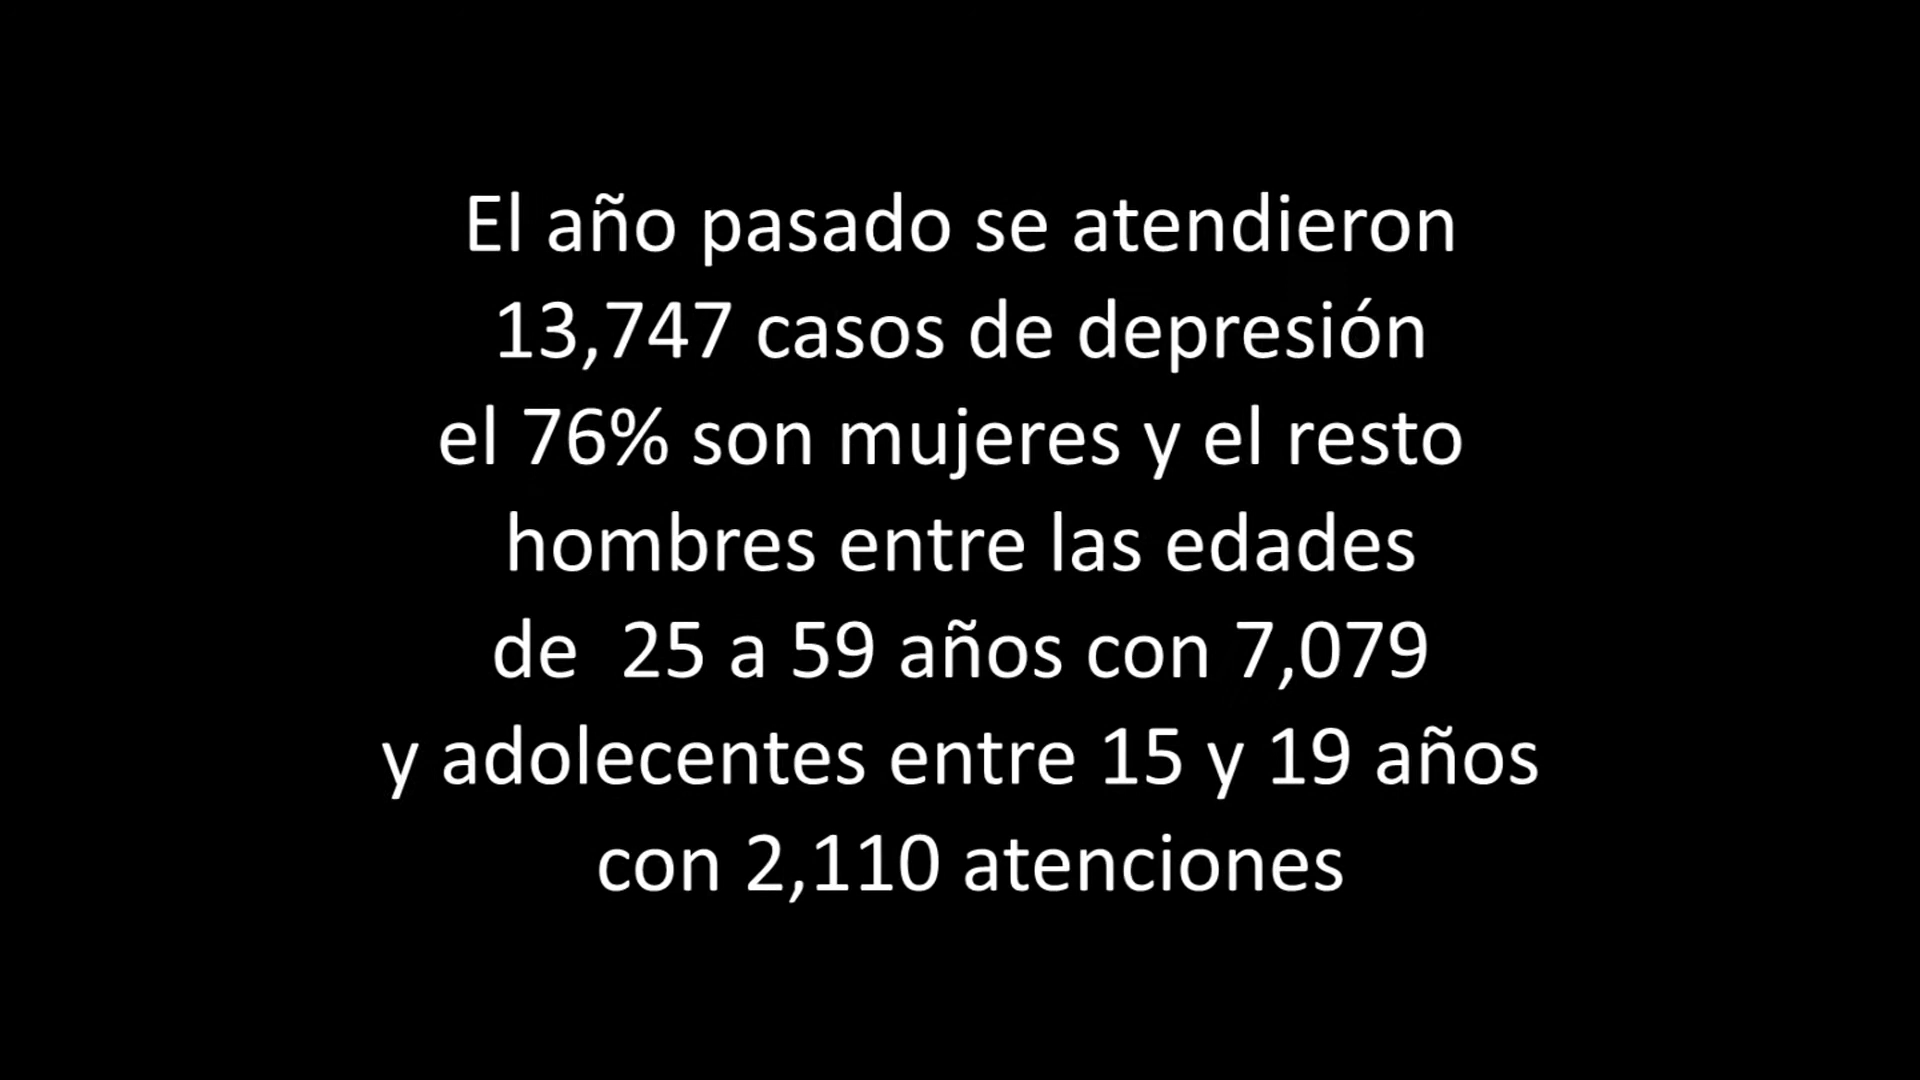 El año pasado se atendieron
13,747 casos de depresión
el 76% son mujeres y el resto
hombres entre las edades
de  25 a 59 años con 7,079
y adolecentes entre 15 y 19 años
con 2,110 atenciones